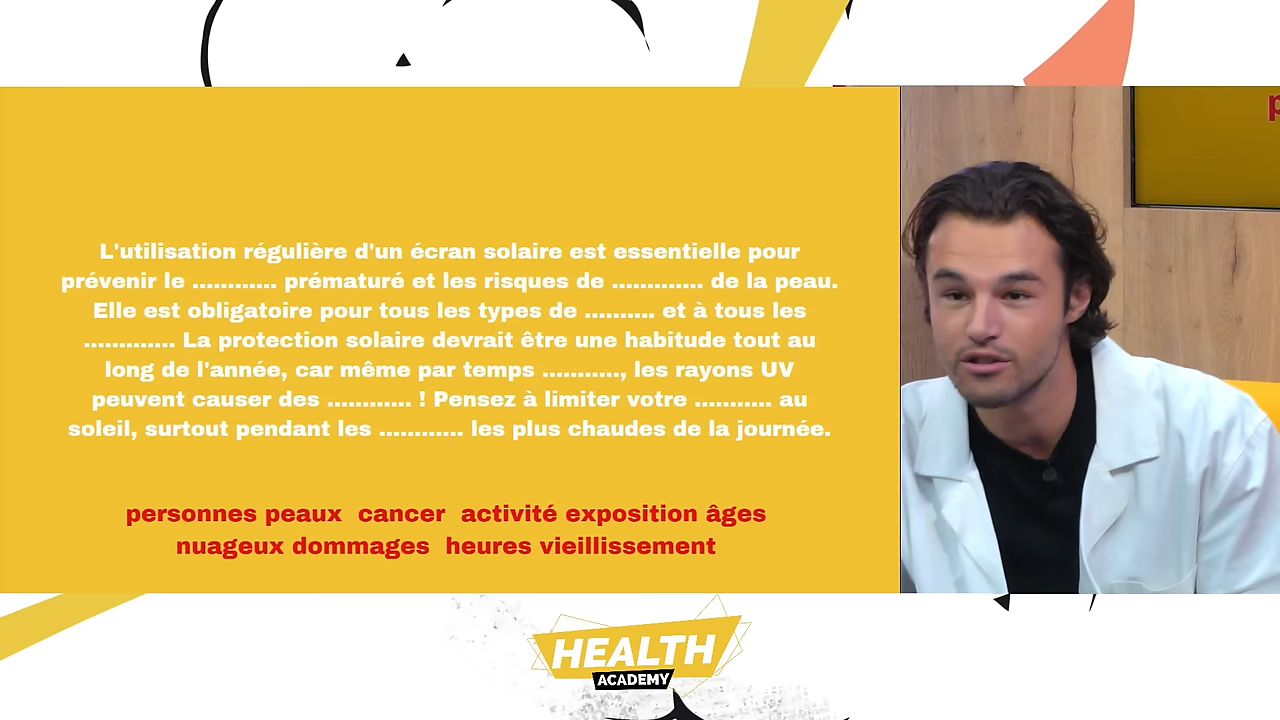 L'utilisation régulière d'un écran solaire est essentielle pour
prévenir le ............ prématuré et les risques de ............. de la peau.
Elle est obligatoire pour tous les types de .......... et à tous les
............. La protection solaire devrait être une habitude tout au
long de l'année, car même par temps ..........., les rayons UV
peuvent causer des ............ ! Pensez à limiter votre ........... au
soleil, surtout pendant les ............ les plus chaudes de la journée.
personnes peaux cancer activité exposition âges
nuageux dommages heures vieillissement
HEALTH
ACADEMY